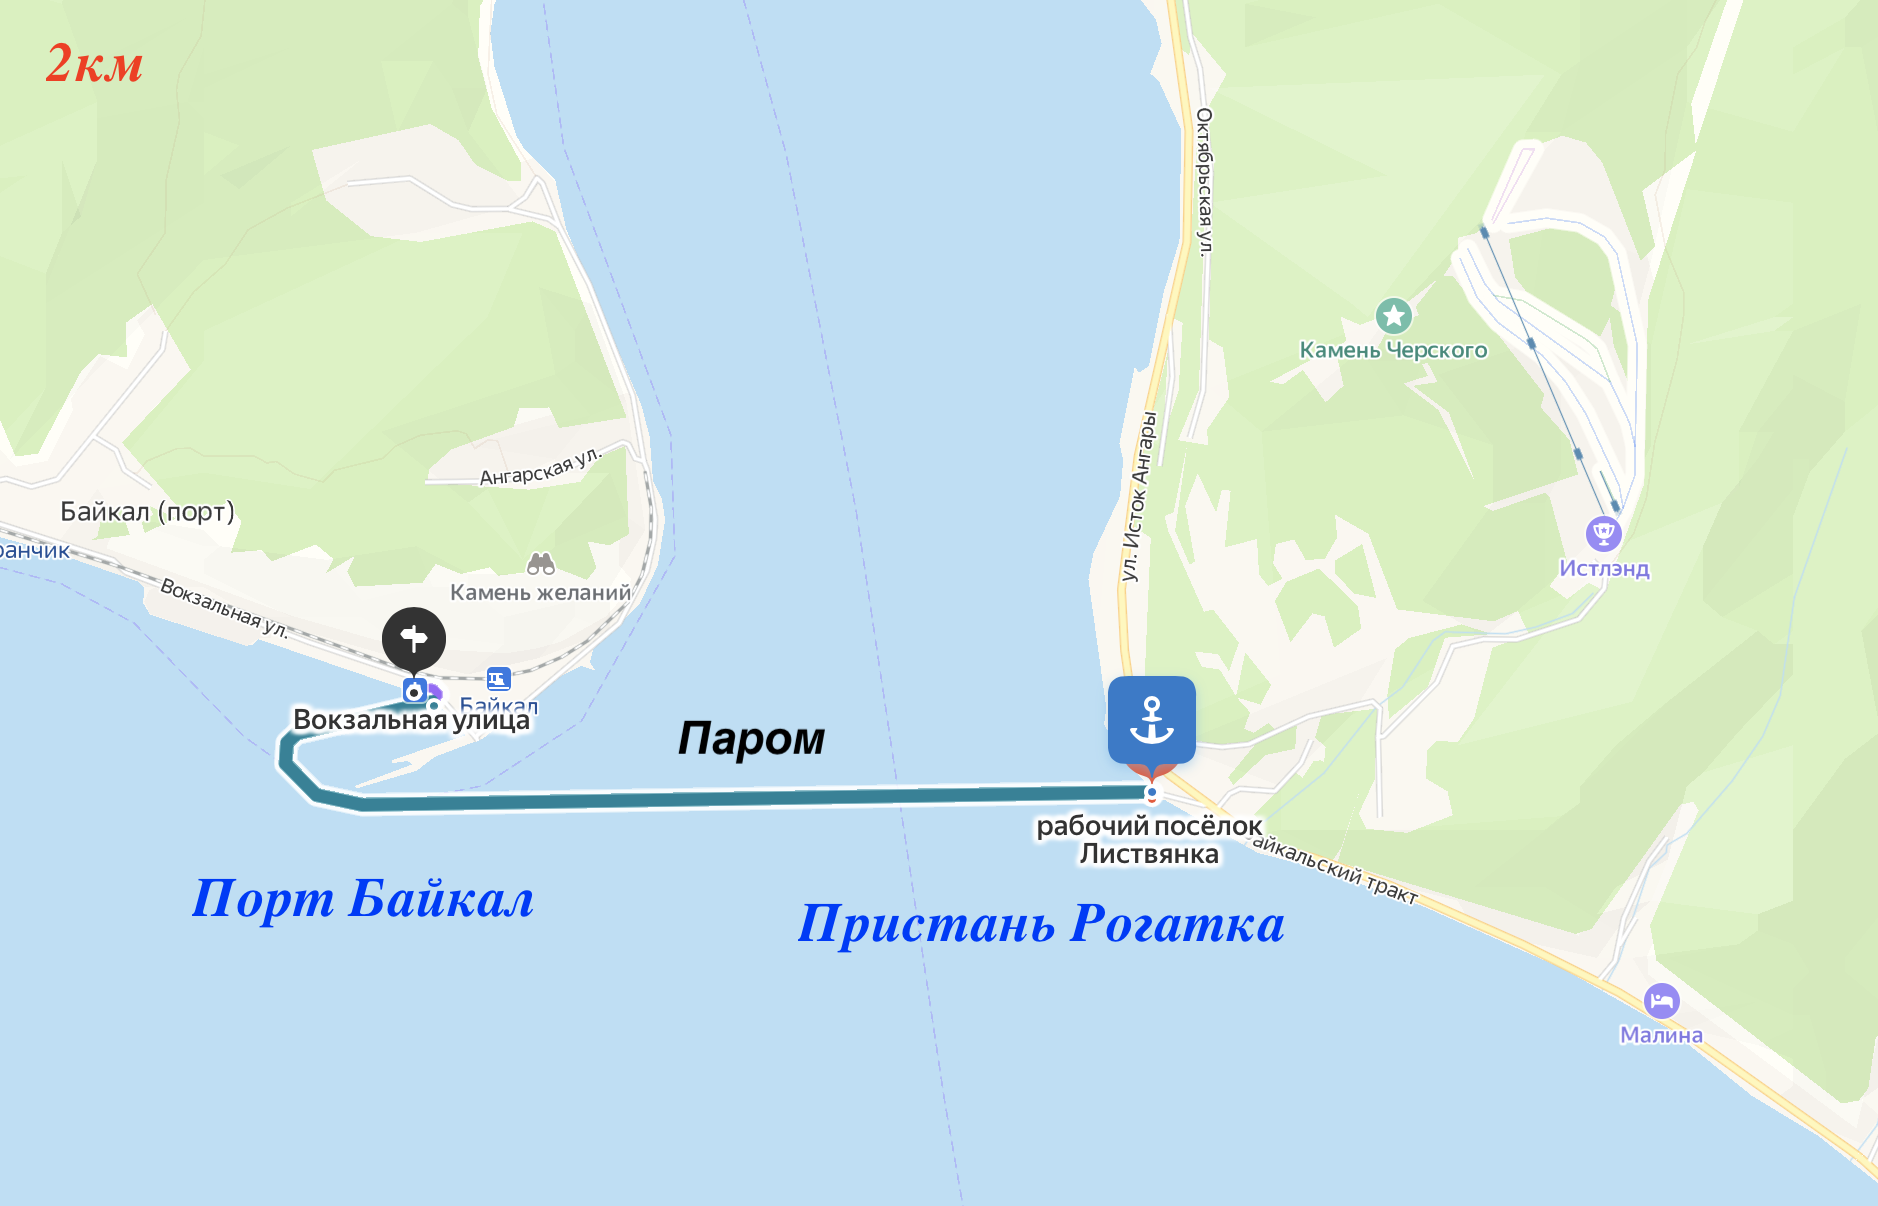 2км
Октябрьская ул.
Камень Черского
ул. Исток Ангары
Ангарская ул.
Байкал (порт)
ранчик
Истлэнд
Камень желаний
Вокзальная ул.
Байкал
Вокзальная улица
Паром
рабочий посёлок
Листвянка
айкальский тракт
Порт Байкал
Пристань Рогатка
Малина